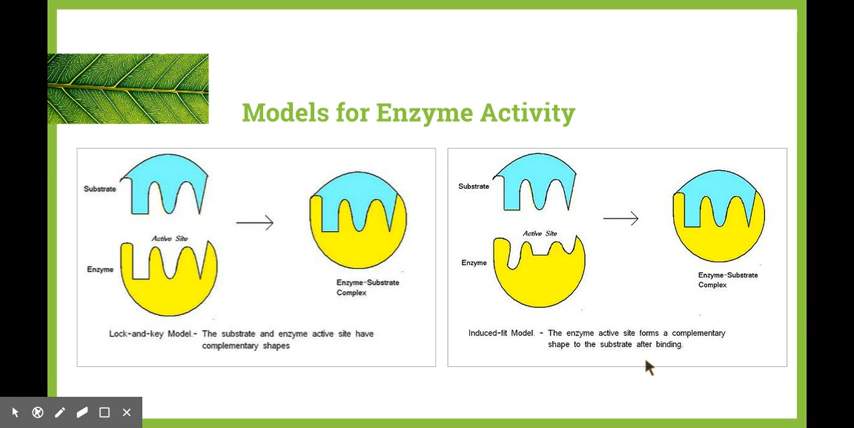 Models for Enzyme Activity
Substrate
Active Site
Enzyme
Enzyme-Substrate
Complex
Lock-and-key Model.- The substrate and enzyme active site have
complementary shapes
Substrate
Active Site
Enzyme
Enzyme-Substrate
Complex
Induced-fit Model. - The enzyme active site forms a complementary
shape to the substrate after binding.